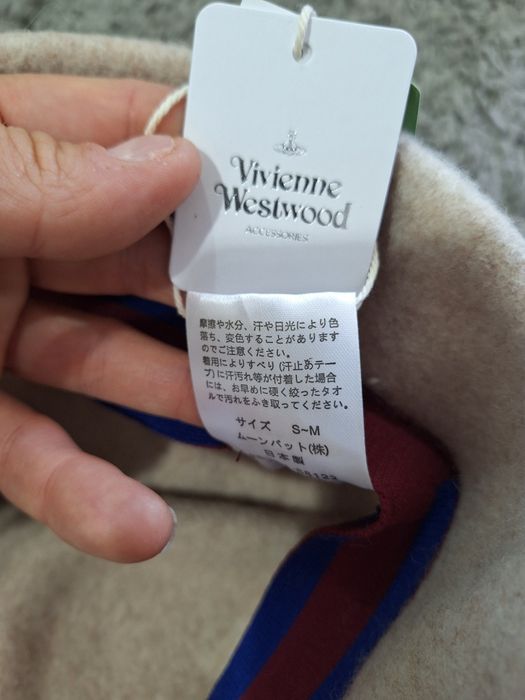 Vivienne
Westwood
ACCESSORIES
摩擦や水分、汗や日光により色
落ち、変色することがあります
のでご注意ください。
着用によりすべり(汗止めテー
プ)に汗汚れ等が付着した場合
には、お早めに硬く絞ったタオ
ルで汚れをふき取ってください。
サイズ S~M
ムーンバット(株)
日本製